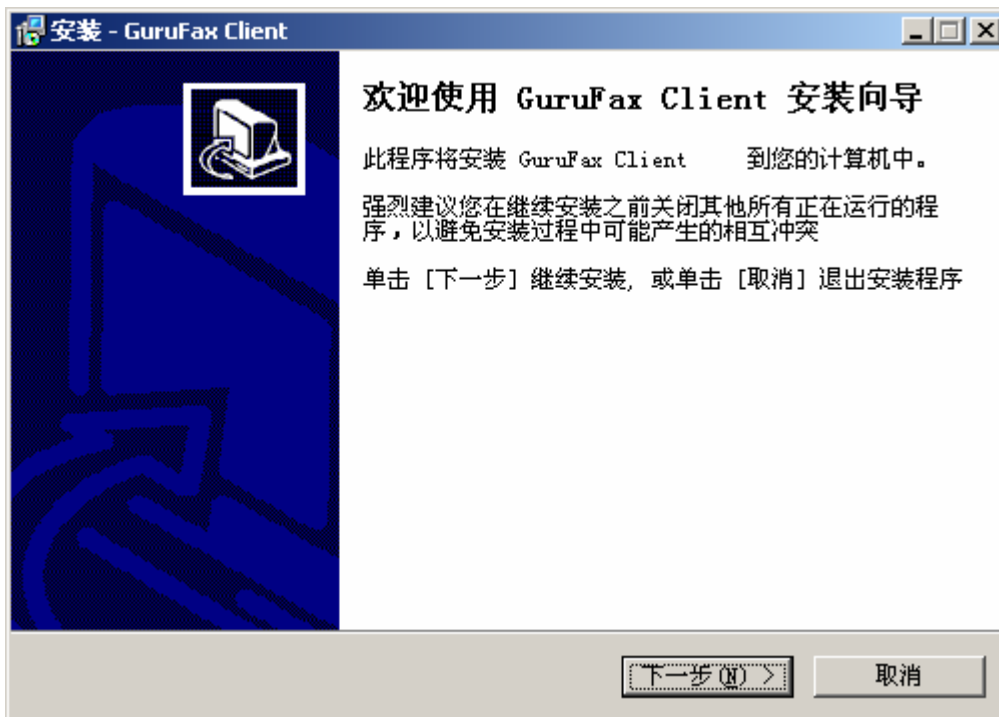 安装 - GuruFax Client
欢迎使用 GuruFax Client 安装向导
此程序将安装 GuruFax Client 到您的计算机中。
强烈建议您在继续安装之前关闭其他所有正在运行的程
序，以避免安装过程中可能产生的相互冲突
单击 [下一步] 继续安装, 或单击 [取消] 退出安装程序
下一步(N) >
取消